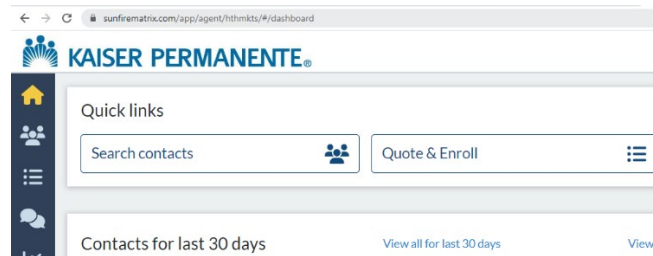 sunfirematrix.com/app/agent/hthmkts/#/dashboard
KAISER PERMANENTE®
Quick links
Search contacts
Quote & Enroll
Contacts for last 30 days
View all for last 30 days
View